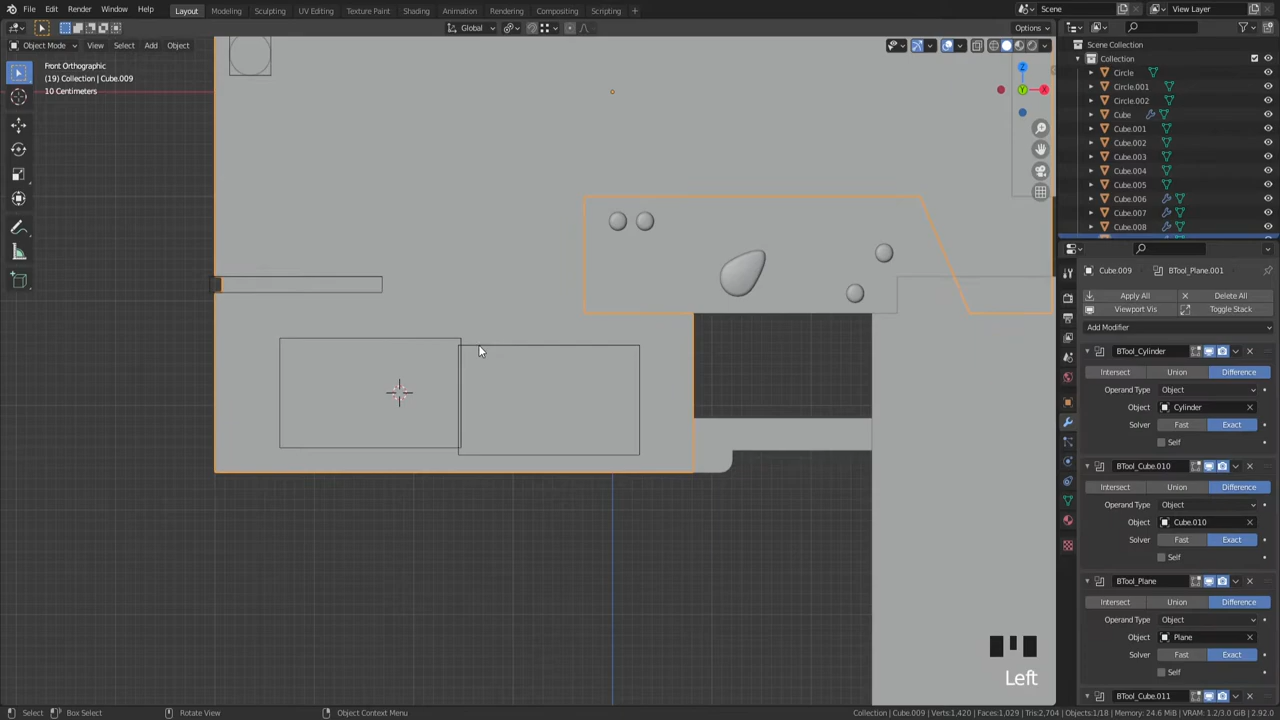 File Edit Render Window Help
Layout Modeling Sculpting UV Editing Texture Paint Shading Animation Rendering Compositing Scripting +
Scene
View Layer
Global
Options
Object Mode View Select Add Object
Front Orthographic
(19) Collection | Cube.009
10 Centimeters
Z
Y
X
Left
Scene Collection
Collection
Circle
Circle.001
Circle.002
Cube
Cube.001
Cube.002
Cube.003
Cube.004
Cube.005
Cube.006
Cube.007
Cube.008
Cube.009 BTool_Plane.001
Apply All Delete All
Viewport Vis Toggle Stack
Add Modifier
BTool_Cylinder
Intersect Union Difference
Operand Type Object
Object Cylinder
Solver Fast Exact
Self
BTool_Cube.010
Intersect Union Difference
Operand Type Object
Object Cube.010
Solver Fast Exact
Self
BTool_Plane
Intersect Union Difference
Operand Type Object
Object Plane
Solver Fast Exact
Self
BTool_Cube.011
Select Box Select Rotate View Object Context Menu
Collection | Cube.009 | Verts:1,420 | Faces:1,029 | Tris:2,704 | Objects:1/18 | Memory: 24.6 MiB | VRAM: 1.2/3.0 GiB | 2.92.0